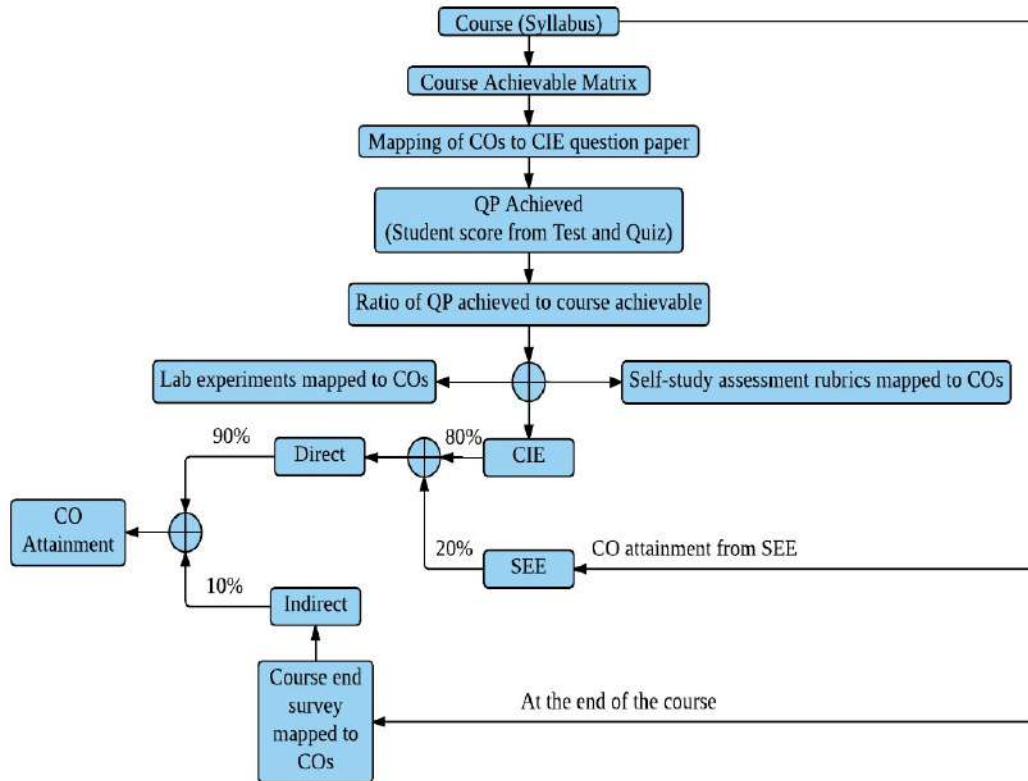 Course (Syllabus)
Course Achievable Matrix
Mapping of COs to CIE question paper
QP Achieved
(Student score from Test and Quiz)
Ratio of QP achieved to course achievable
Lab experiments mapped to COs
Self-study assessment rubrics mapped to COs
90%
Direct
80%
CIE
CO
Attainment
20%
SEE
CO attainment from SEE
10%
Indirect
Course end
survey
mapped to
COs
At the end of the course